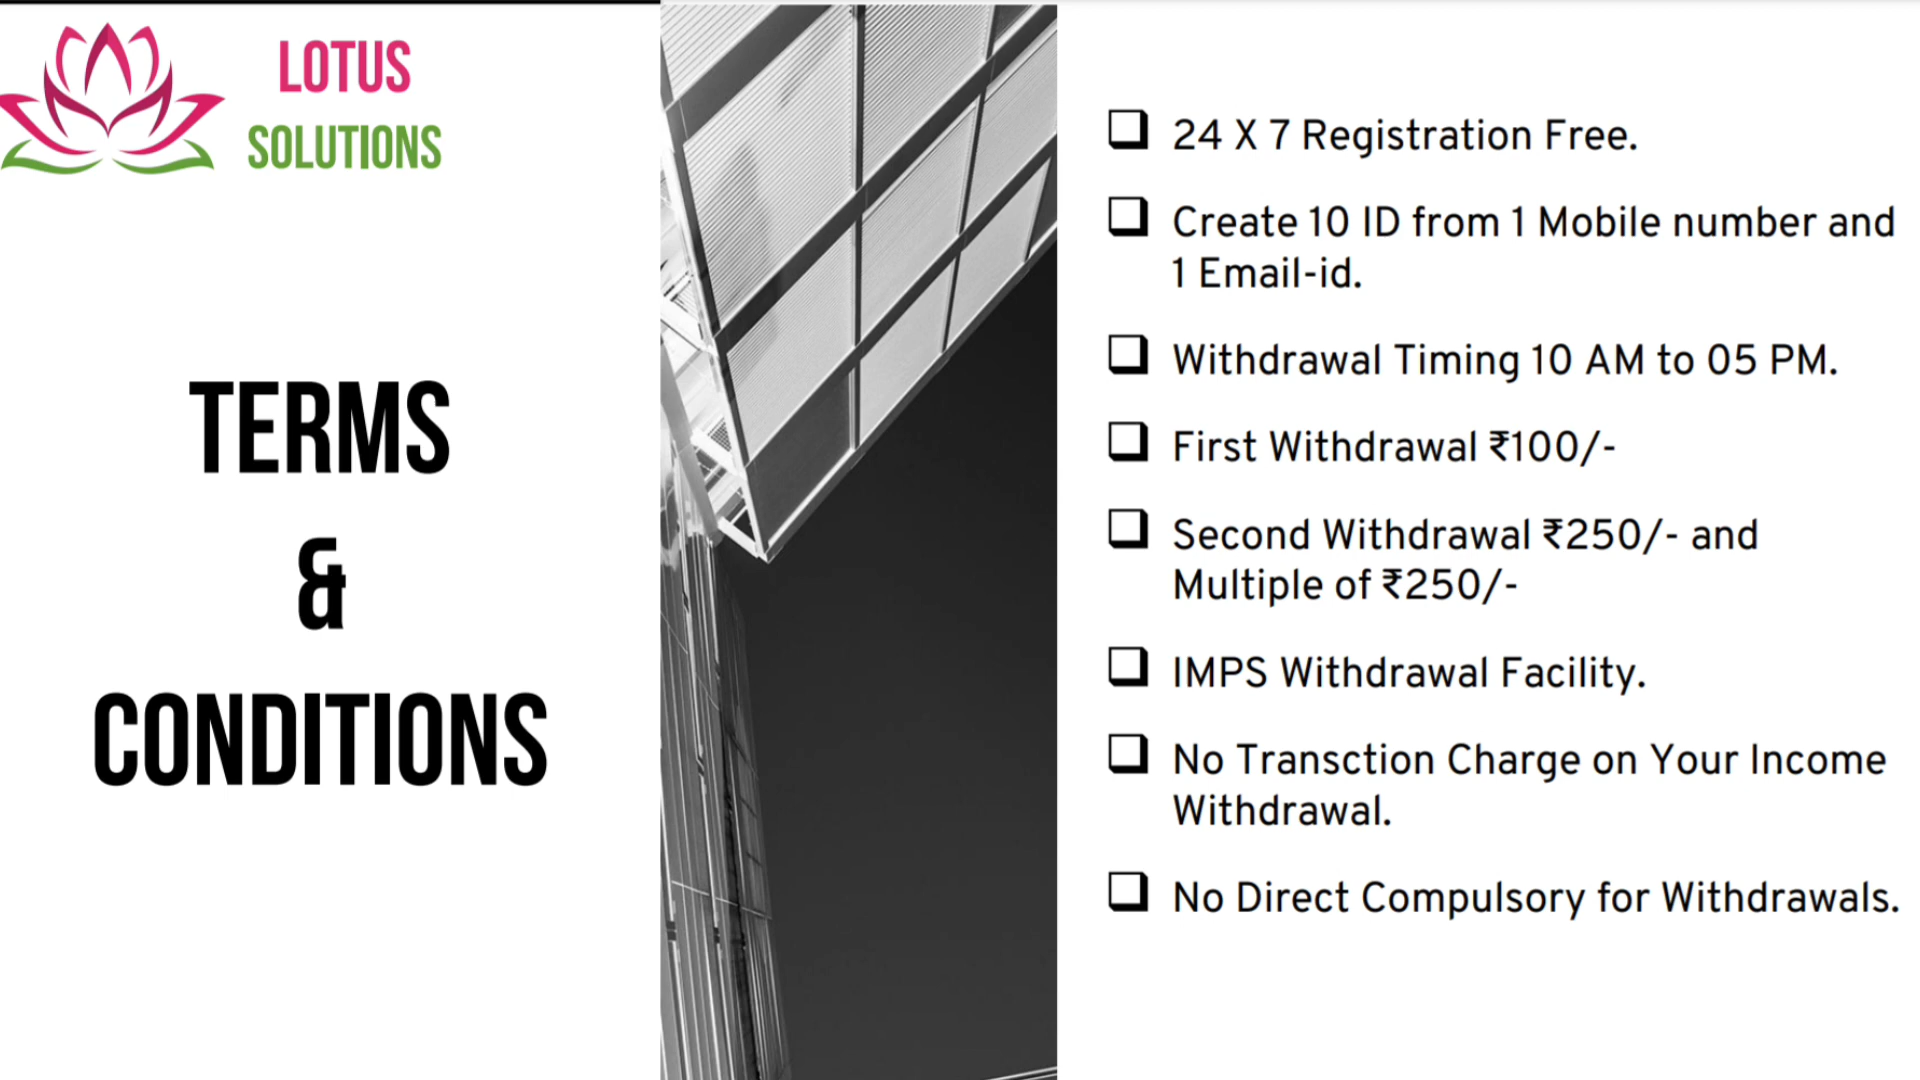 LOTUS
SOLUTIONS
TERMS
&
CONDITIONS
24 X 7 Registration Free.
Create 10 ID from 1 Mobile number and
1 Email-id.
Withdrawal Timing 10 AM to 05 PM.
First Withdrawal ₹100/-
Second Withdrawal ₹250/- and
Multiple of ₹250/-
IMPS Withdrawal Facility.
No Transction Charge on Your Income
Withdrawal.
No Direct Compulsory for Withdrawals.